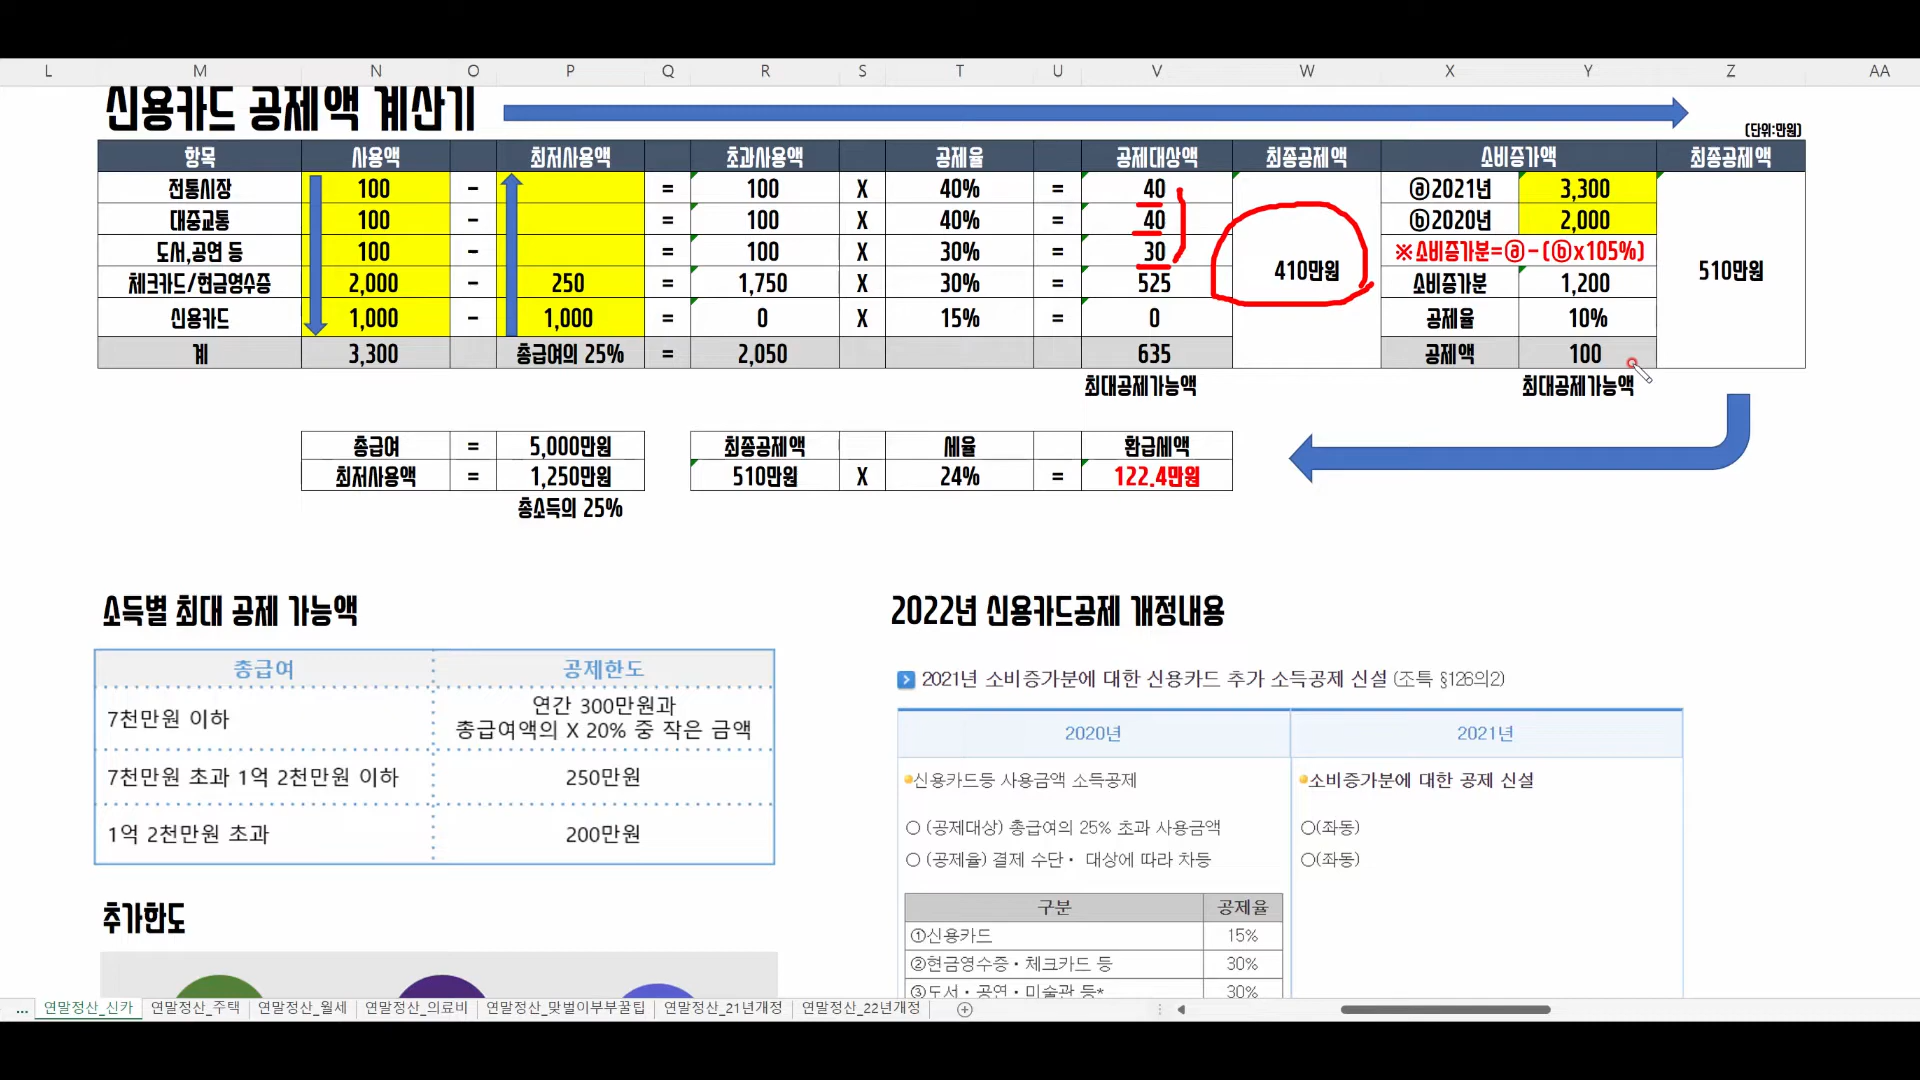 L M N O P Q R S T U V W X Y Z AA
신용카드 공제액 계산기
(단위:만원)
항목 사용액 최저사용액 초과사용액 공제율 공제대상액 최종공제액 소비증가액 최종공제액
전통시장 100 - = 100 X 40% = 40 ⓐ2021년 3,300
대중교통 100 - = 100 X 40% = 40 ⓑ2020년 2,000
도서,공연 등 100 - = 100 X 30% = 30 ※소비증가분=ⓐ-(ⓑx105%)
410만원 510만원
체크카드/현금영수증 2,000 - 250 = 1,750 X 30% = 525 소비증가분 1,200
신용카드 1,000 - 1,000 = 0 X 15% = 0 공제율 10%
계 3,300 총급여의 25% = 2,050 635 공제액 100
최대공제가능액 최대공제가능액
총급여 = 5,000만원 최종공제액 세율 환급세액
최저사용액 = 1,250만원 510만원 X 24% = 122.4만원
총소득의 25%
소득별 최대 공제 가능액
총급여 공제한도
7천만원 이하 연간 300만원과
총급여액의 X 20% 중 작은 금액
7천만원 초과 1억 2천만원 이하 250만원
1억 2천만원 초과 200만원
추가한도
2022년 신용카드공제 개정내용
2021년 소비증가분에 대한 신용카드 추가 소득공제 신설 (조특 §126의2)
2020년 2021년
신용카드등 사용금액 소득공제 소비증가분에 대한 공제 신설
○ (공제대상) 총급여의 25% 초과 사용금액 ○(좌동)
○ (공제율) 결제 수단· 대상에 따라 차등 ○(좌동)
구분 공제율
①신용카드 15%
②현금영수증·체크카드 등 30%
③도서·공연·미술관 등* 30%
... 연말정산_신카 연말정산_주택 연말정산_월세 연말정산_의료비 연말정산_맞벌이부부꿀팁 연말정산_21년개정 연말정산_22년개정